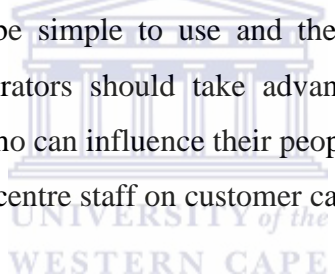 be simple to use and the
rators should take advan
ho can influence their peop
centre staff on customer ca
UNIVERSITY of the
WESTERN CAPE